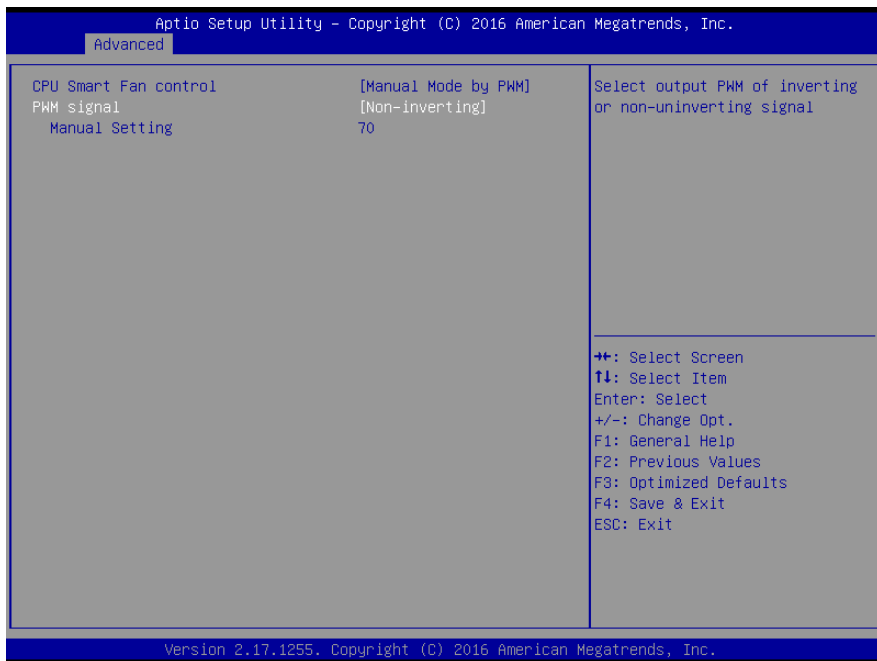 Aptio Setup Utility – Copyright (C) 2016 American Megatrends, Inc.
Advanced
CPU Smart Fan control [Manual Mode by PWM]
PWM signal [Non-inverting]
Manual Setting 70
Select output PWM of inverting
or non-uninverting signal
→←: Select Screen
↑↓: Select Item
Enter: Select
+/-: Change Opt.
F1: General Help
F2: Previous Values
F3: Optimized Defaults
F4: Save & Exit
ESC: Exit
Version 2.17.1255. Copyright (C) 2016 American Megatrends, Inc.